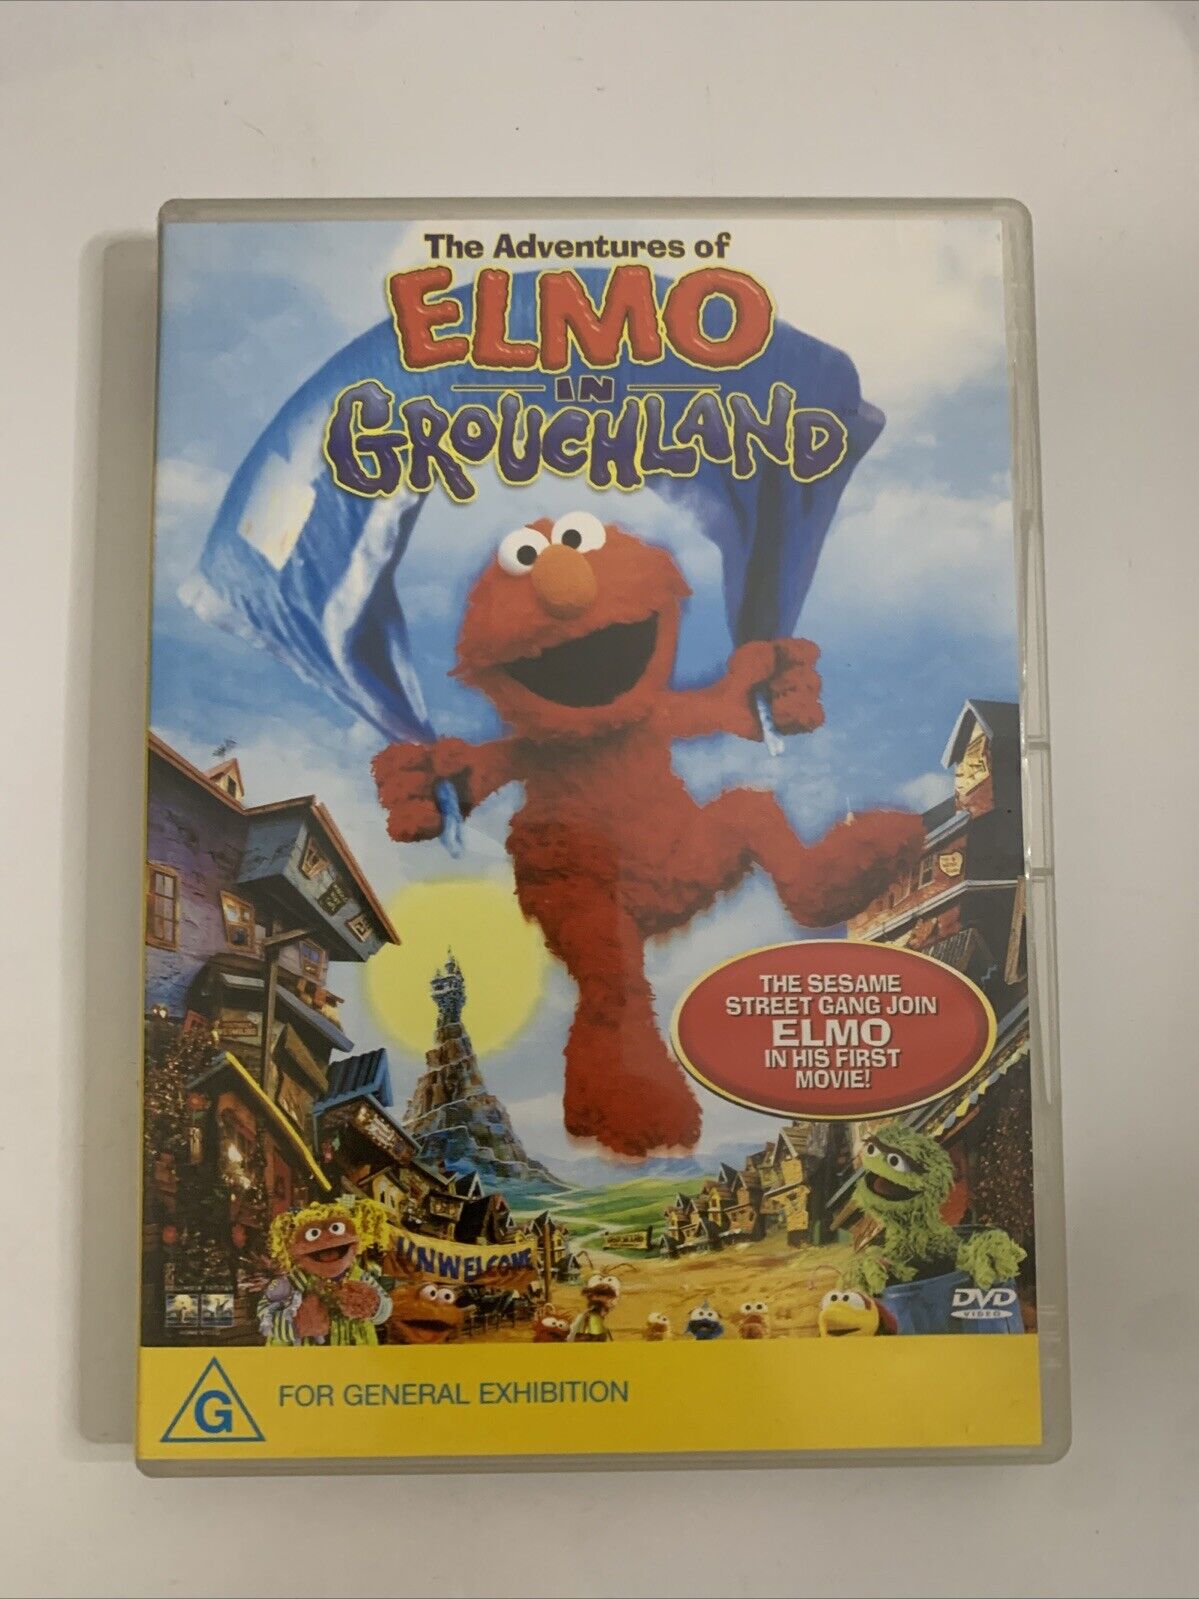 The Adventures of
ELMO
IN
GROUCHLAND
THE SESAME
STREET GANG JOIN
ELMO
IN HIS FIRST
MOVIE!
UNWELCOME
DVD
VIDEO
G
FOR GENERAL EXHIBITION